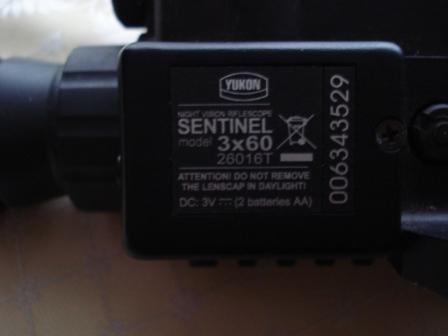 YUKON
NIGHT VISION RIFLESCOPE
SENTINEL
model 3x60
26016T
ATTENTION! DO NOT REMOVE
THE LENSCAP IN DAYLIGHT!
DC: 3V ⎓ (2 batteries AA)
006343529